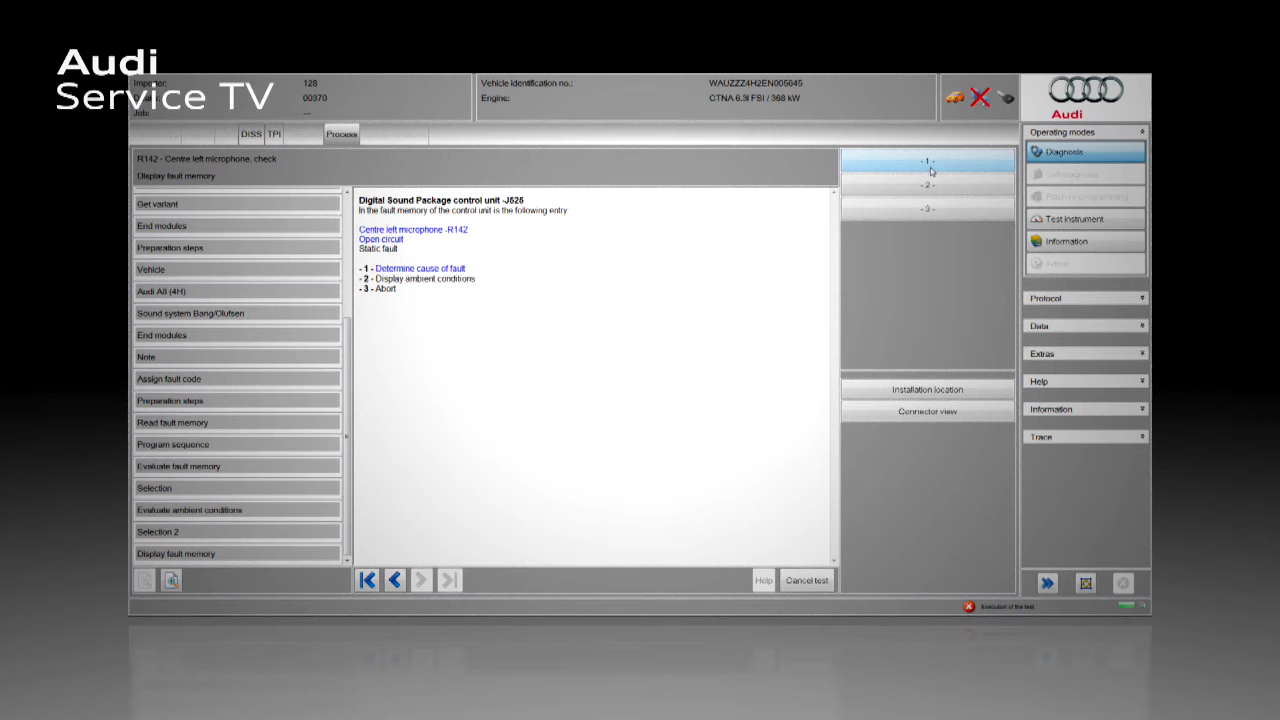 Audi
Service TV
Importer:
128
00370
Job:
---
Vehicle identification no.:
WAUZZZ4H2EN005645
Engine:
CTNA 6.3l FSI / 368 kW
Audi
DISS
TPI
Process
R142 - Centre left microphone, check
Display fault memory
Get variant
End modules
Preparation steps
Vehicle
Audi A8 (4H)
Sound system Bang/Olufsen
End modules
Note
Assign fault code
Preparation steps
Read fault memory
Program sequence
Evaluate fault memory
Selection
Evaluate ambient conditions
Selection 2
Display fault memory
Digital Sound Package control unit -J525
In the fault memory of the control unit is the following entry
Centre left microphone -R142
Open circuit
Static fault
- 1 - Determine cause of fault
- 2 - Display ambient conditions
- 3 - Abort
Help
Cancel test
- 1 -
- 2 -
- 3 -
Installation location
Connector view
Operating modes
Diagnosis
Test instrument
Information
Admin
Protocol
Data
Extras
Help
Information
Trace
Execution of the test